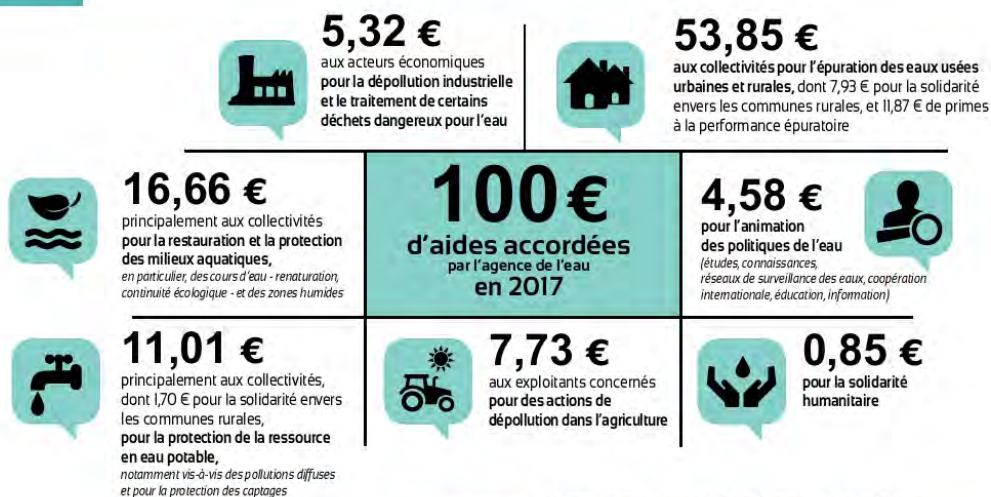 5,32 €
aux acteurs économiques
pour la dépollution industrielle
et le traitement de certains
déchets dangereux pour l'eau
53,85 €
aux collectivités pour l'épuration des eaux usées
urbaines et rurales, dont 7,93 € pour la solidarité
envers les communes rurales, et 11,87 € de primes
à la performance épuratoire
16,66 €
principalement aux collectivités
pour la restauration et la protection
des milieux aquatiques,
en particulier, des cours d'eau - renaturation,
continuité écologique - et des zones humides
100 €
d'aides accordées
par l'agence de l'eau
en 2017
4,58 €
pour l'animation
des politiques de l'eau
(études, connaissances,
réseaux de surveillance des eaux, coopération
internationale, éducation, information)
11,01 €
principalement aux collectivités,
dont 1,70 € pour la solidarité envers
les communes rurales,
pour la protection de la ressource
en eau potable,
notamment vis-à-vis des pollutions diffuses
et pour la protection des captages
7,73 €
aux exploitants concernés
pour des actions de
dépollution dans l'agriculture
0,85 €
pour la solidarité
humanitaire